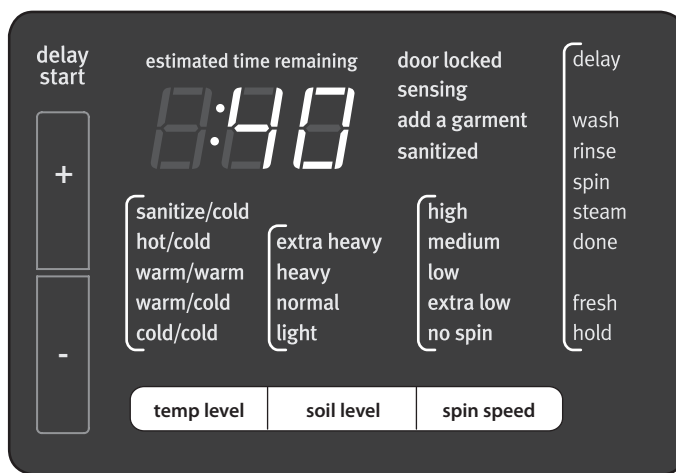 delay
start
+
-
estimated time remaining
:40
door locked
sensing
add a garment
sanitized
sanitize/cold
hot/cold
warm/warm
warm/cold
cold/cold
extra heavy
heavy
normal
light
high
medium
low
extra low
no spin
delay
wash
rinse
spin
steam
done
fresh
hold
temp level
soil level
spin speed